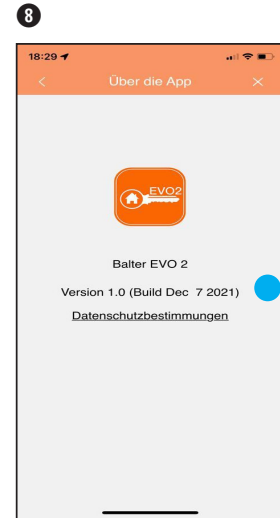 8
18:29
Über die App
EVO2
Balter EVO 2
Version 1.0 (Build Dec 7 2021)
Datenschutzbestimmungen